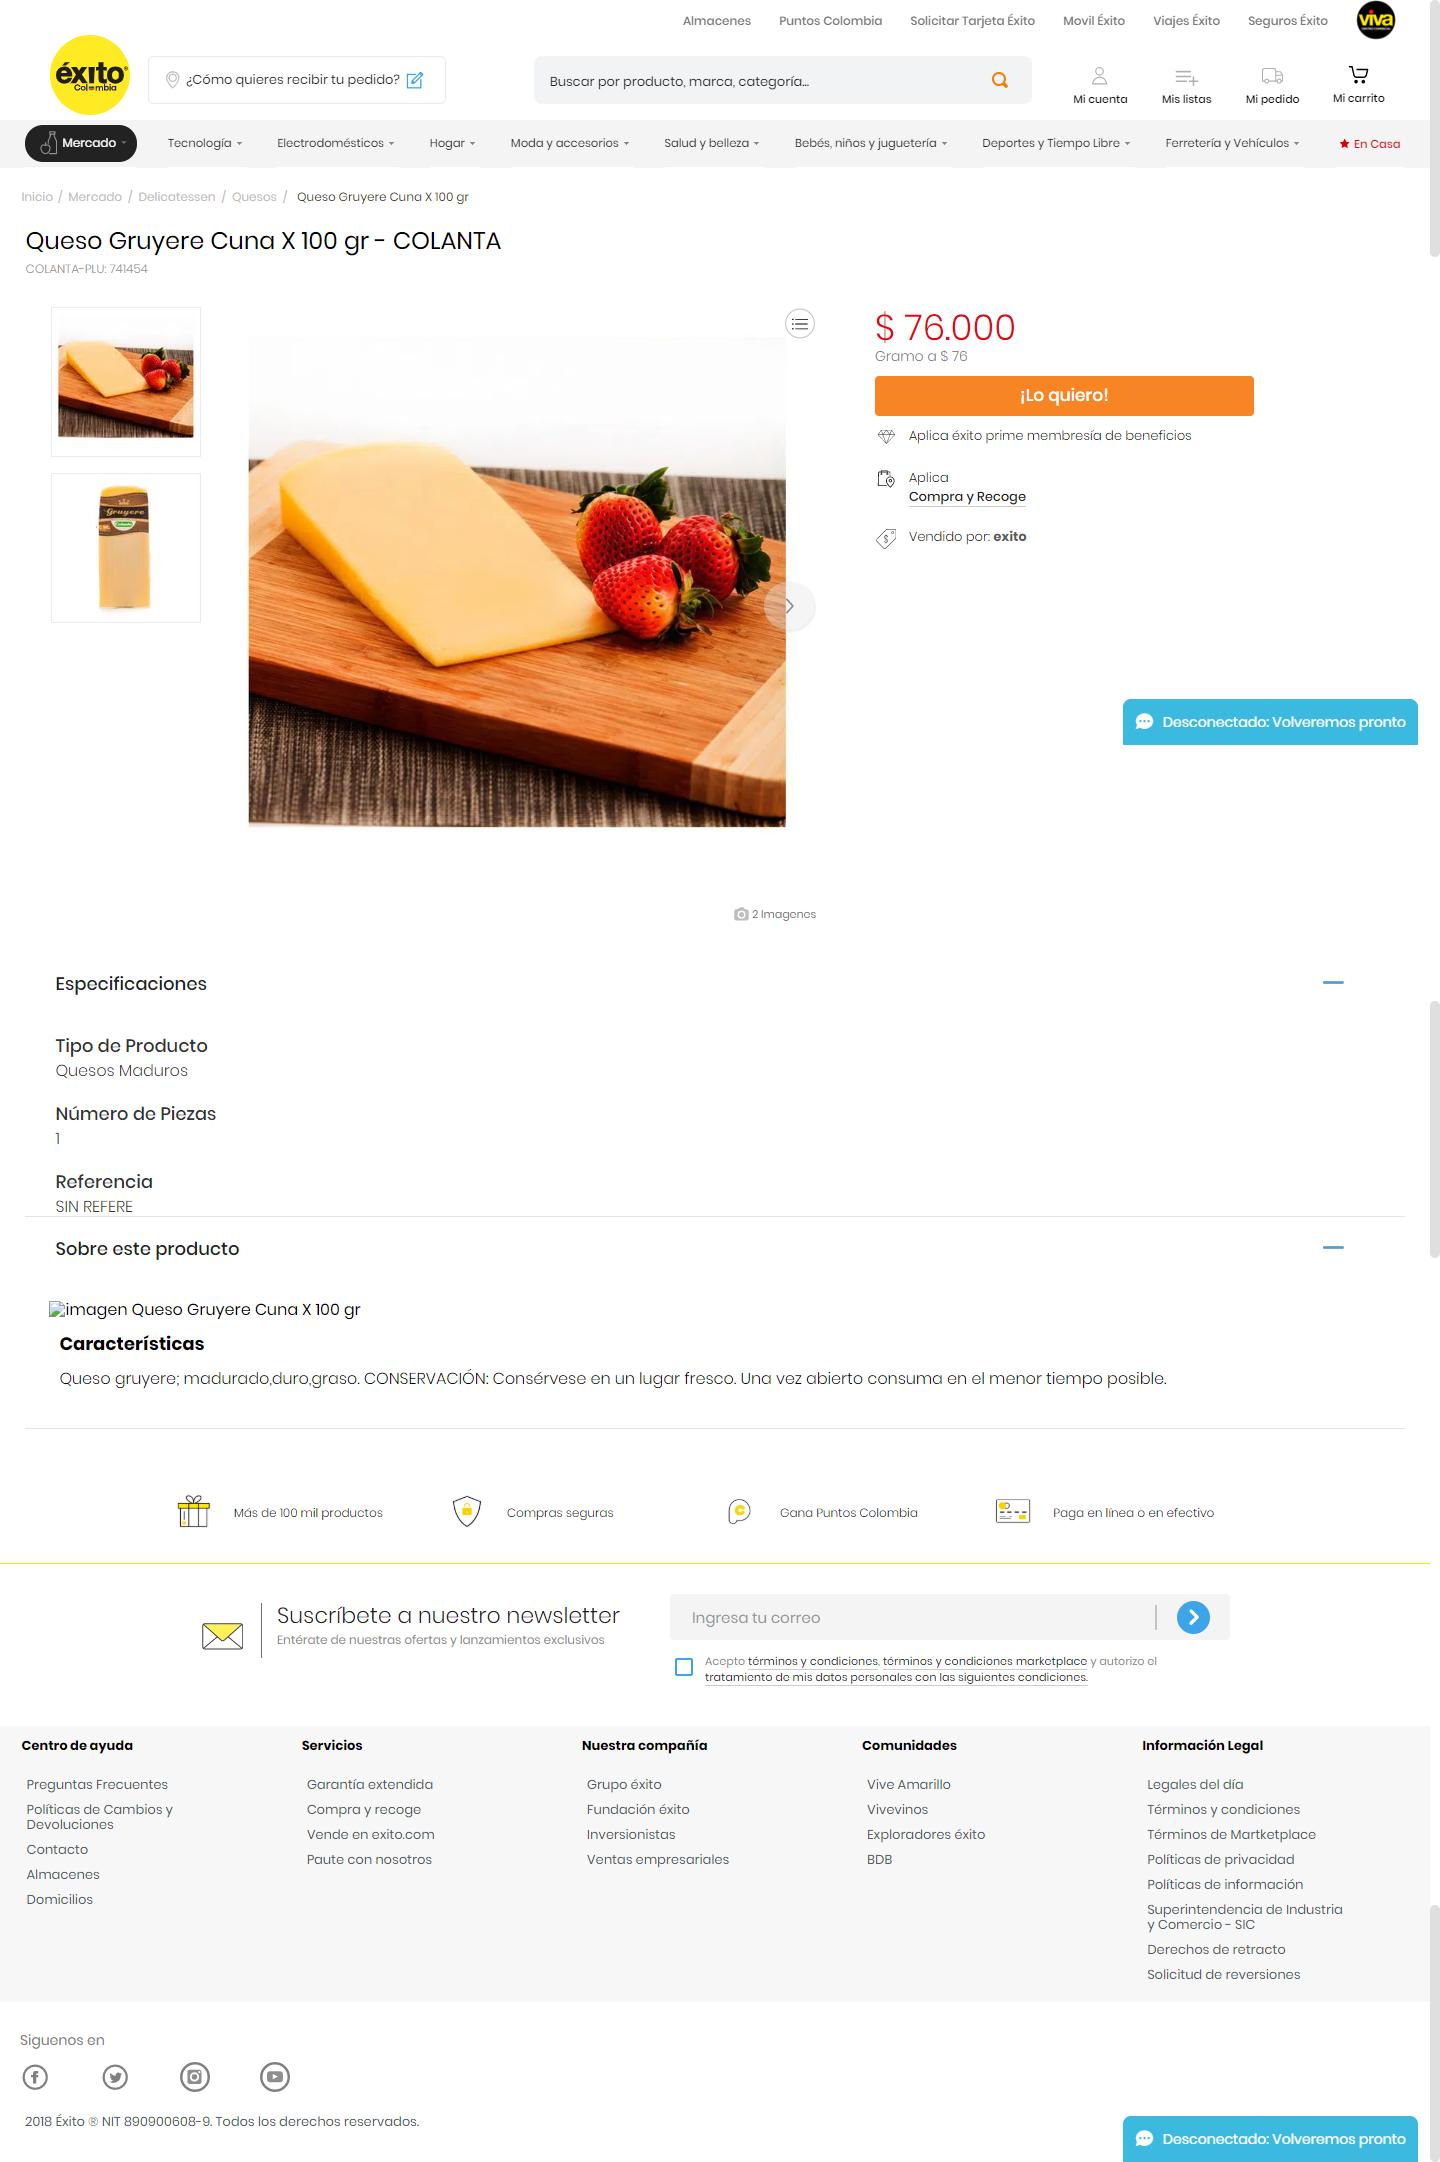 Almacenes Puntos Colombia Solicitar Tarjeta Éxito Movil Éxito Viajes Éxito Seguros Éxito viva
éxito
Colombia
¿Cómo quieres recibir tu pedido?
Buscar por producto, marca, categoría...
Mi cuenta Mis listas Mi pedido Mi carrito
Mercado Tecnología Electrodomésticos Hogar Moda y accesorios Salud y belleza Bebés, niños y juguetería Deportes y Tiempo Libre Ferretería y Vehículos En Casa
Inicio / Mercado / Delicatessen / Quesos / Queso Gruyere Cuna X 100 gr
Queso Gruyere Cuna X 100 gr - COLANTA
COLANTA-PLU: 741454
Gruyere
Colanta
$ 76.000
Gramo a $ 76
¡Lo quiero!
Aplica éxito prime membresía de beneficios
Aplica
Compra y Recoge
Vendido por: exito
Desconectado: Volveremos pronto
2 Imagenes
Especificaciones
Tipo de Producto
Quesos Maduros
Número de Piezas
1
Referencia
SIN REFERE
Sobre este producto
imagen Queso Gruyere Cuna X 100 gr
Características
Queso gruyere; madurado,duro,graso. CONSERVACIÓN: Consérvese en un lugar fresco. Una vez abierto consuma en el menor tiempo posible.
Más de 100 mil productos Compras seguras Gana Puntos Colombia Paga en línea o en efectivo
Suscríbete a nuestro newsletter
Entérate de nuestras ofertas y lanzamientos exclusivos
Ingresa tu correo
Acepto términos y condiciones, términos y condiciones marketplace y autorizo el
tratamiento de mis datos personales con las siguientes condiciones.
Centro de ayuda
Preguntas Frecuentes
Políticas de Cambios y
Devoluciones
Contacto
Almacenes
Domicilios
Servicios
Garantía extendida
Compra y recoge
Vende en exito.com
Paute con nosotros
Nuestra compañía
Grupo éxito
Fundación éxito
Inversionistas
Ventas empresariales
Comunidades
Vive Amarillo
Vivevinos
Exploradores éxito
BDB
Información Legal
Legales del día
Términos y condiciones
Términos de Martketplace
Políticas de privacidad
Políticas de información
Superintendencia de Industria
y Comercio - SIC
Derechos de retracto
Solicitud de reversiones
Siguenos en
2018 Éxito ® NIT 890900608-9. Todos los derechos reservados.
Desconectado: Volveremos pronto